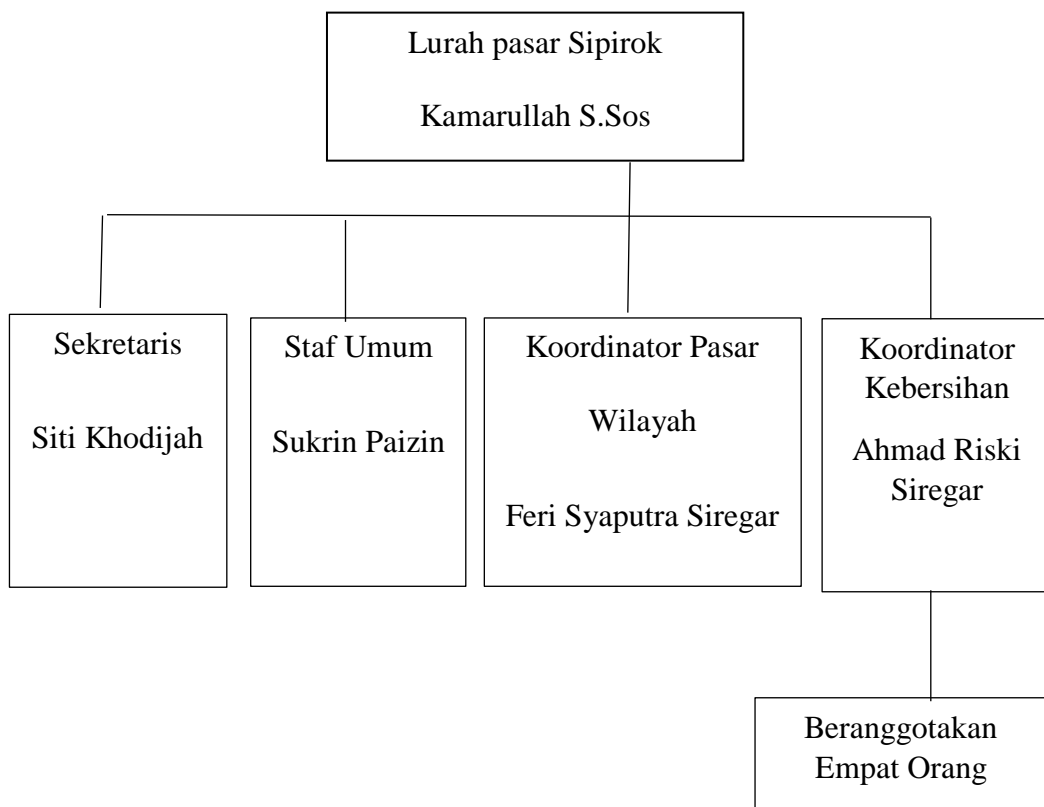 Lurah pasar Sipirok
Kamarullah S.Sos
Sekretaris
Siti Khodijah
Staf Umum
Sukrin Paizin
Koordinator Pasar
Wilayah
Feri Syaputra Siregar
Koordinator
Kebersihan
Ahmad Riski
Siregar
Beranggotakan
Empat Orang